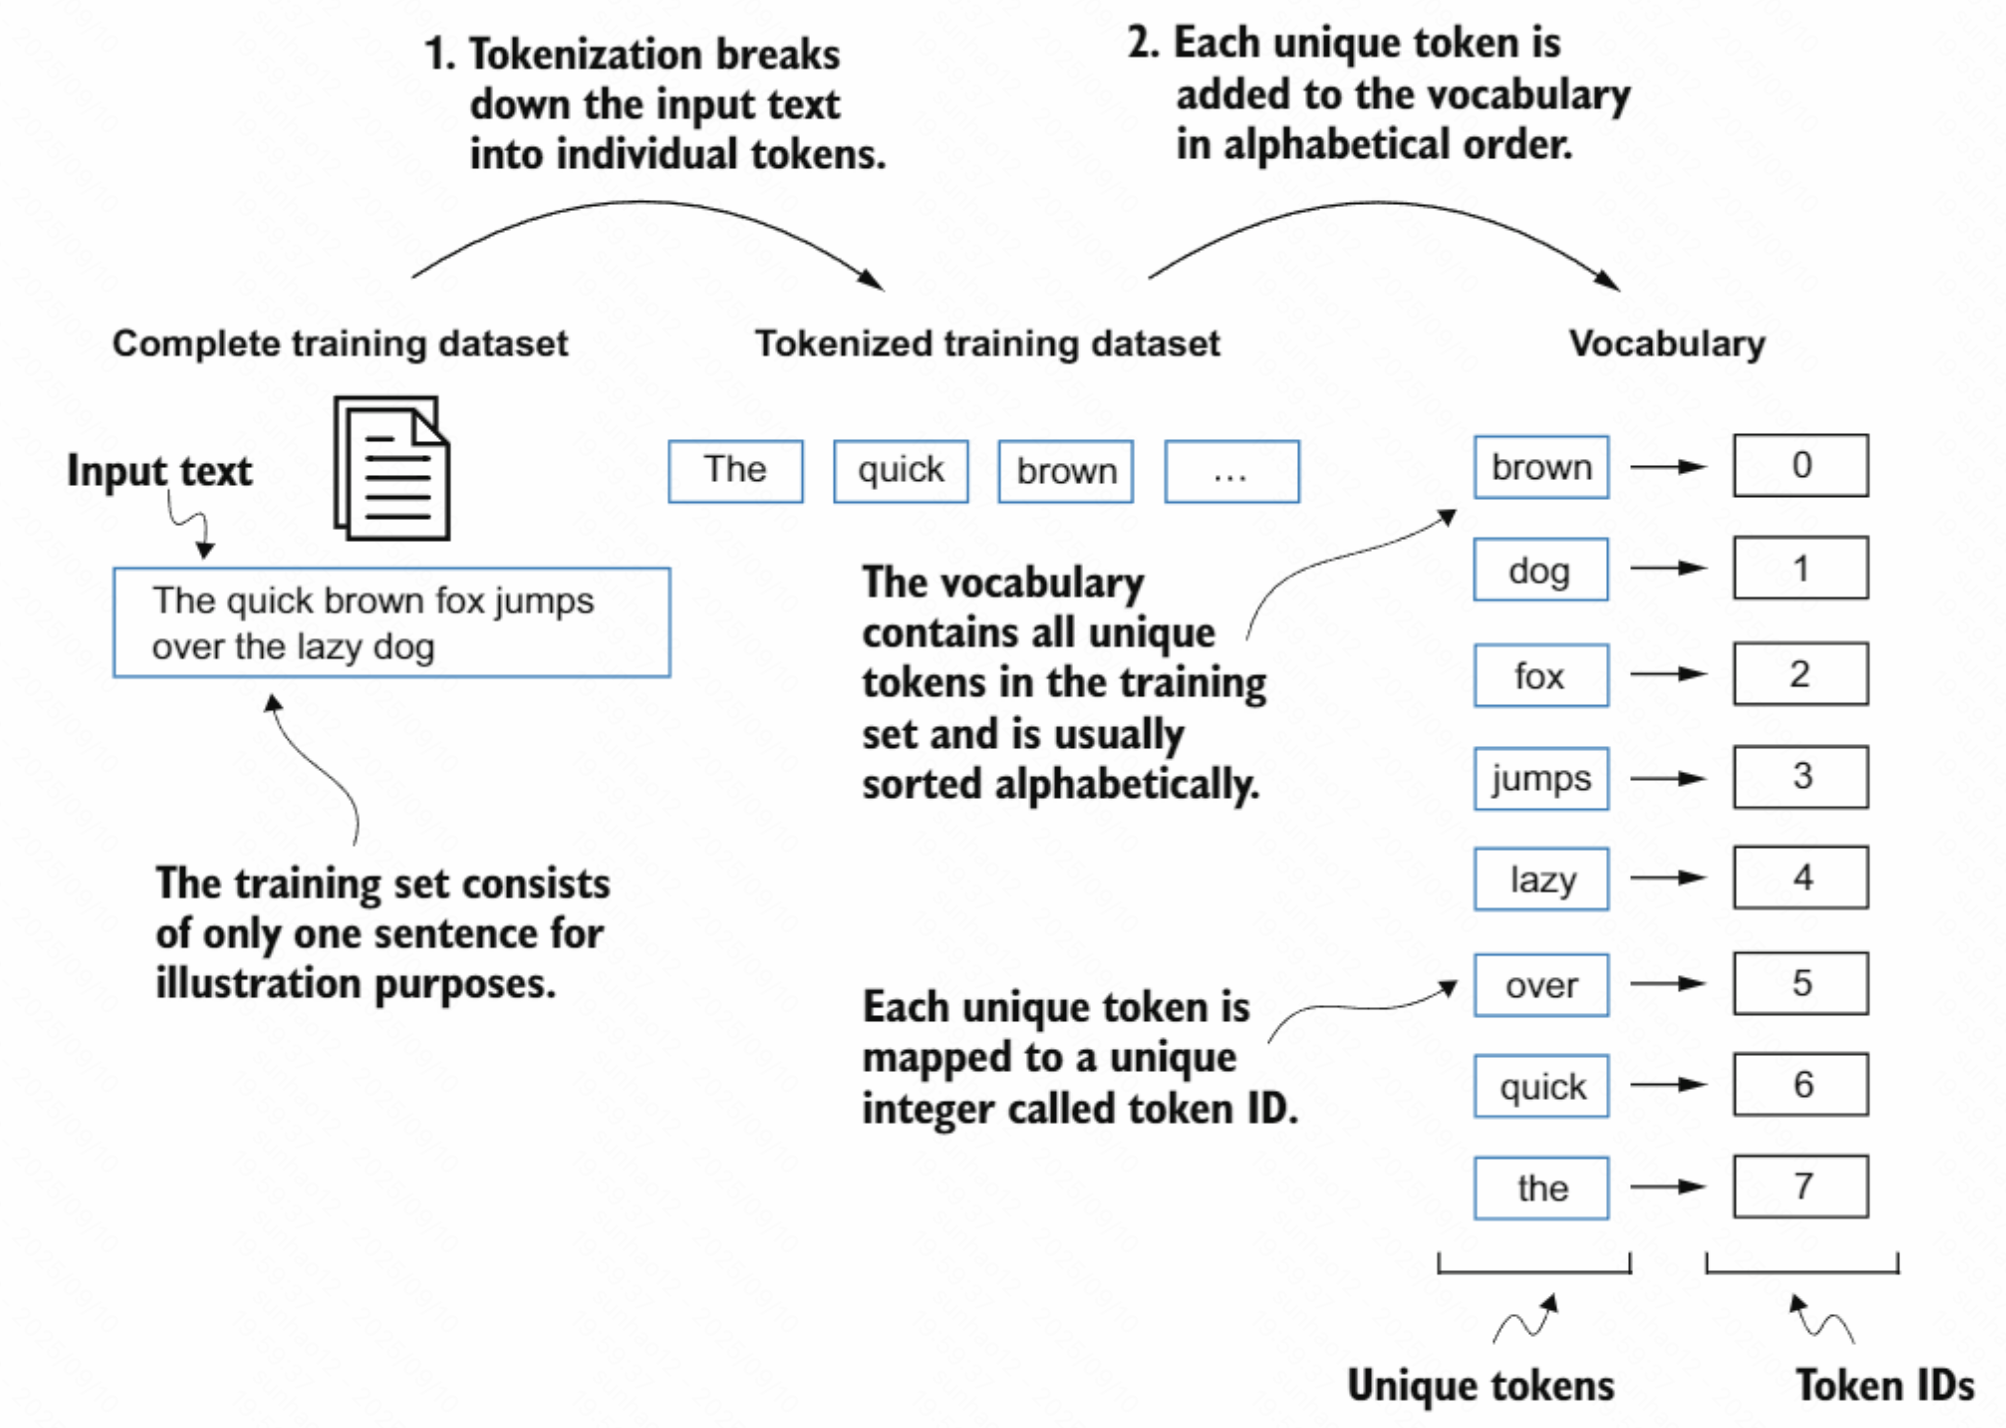 1. Tokenization breaks
down the input text
into individual tokens.
2. Each unique token is
added to the vocabulary
in alphabetical order.
Complete training dataset
Tokenized training dataset
Vocabulary
Input text
The quick brown fox jumps
over the lazy dog
The training set consists
of only one sentence for
illustration purposes.
The
quick
brown
...
The vocabulary
contains all unique
tokens in the training
set and is usually
sorted alphabetically.
Each unique token is
mapped to a unique
integer called token ID.
brown 0
dog 1
fox 2
jumps 3
lazy 4
over 5
quick 6
the 7
Unique tokens
Token IDs